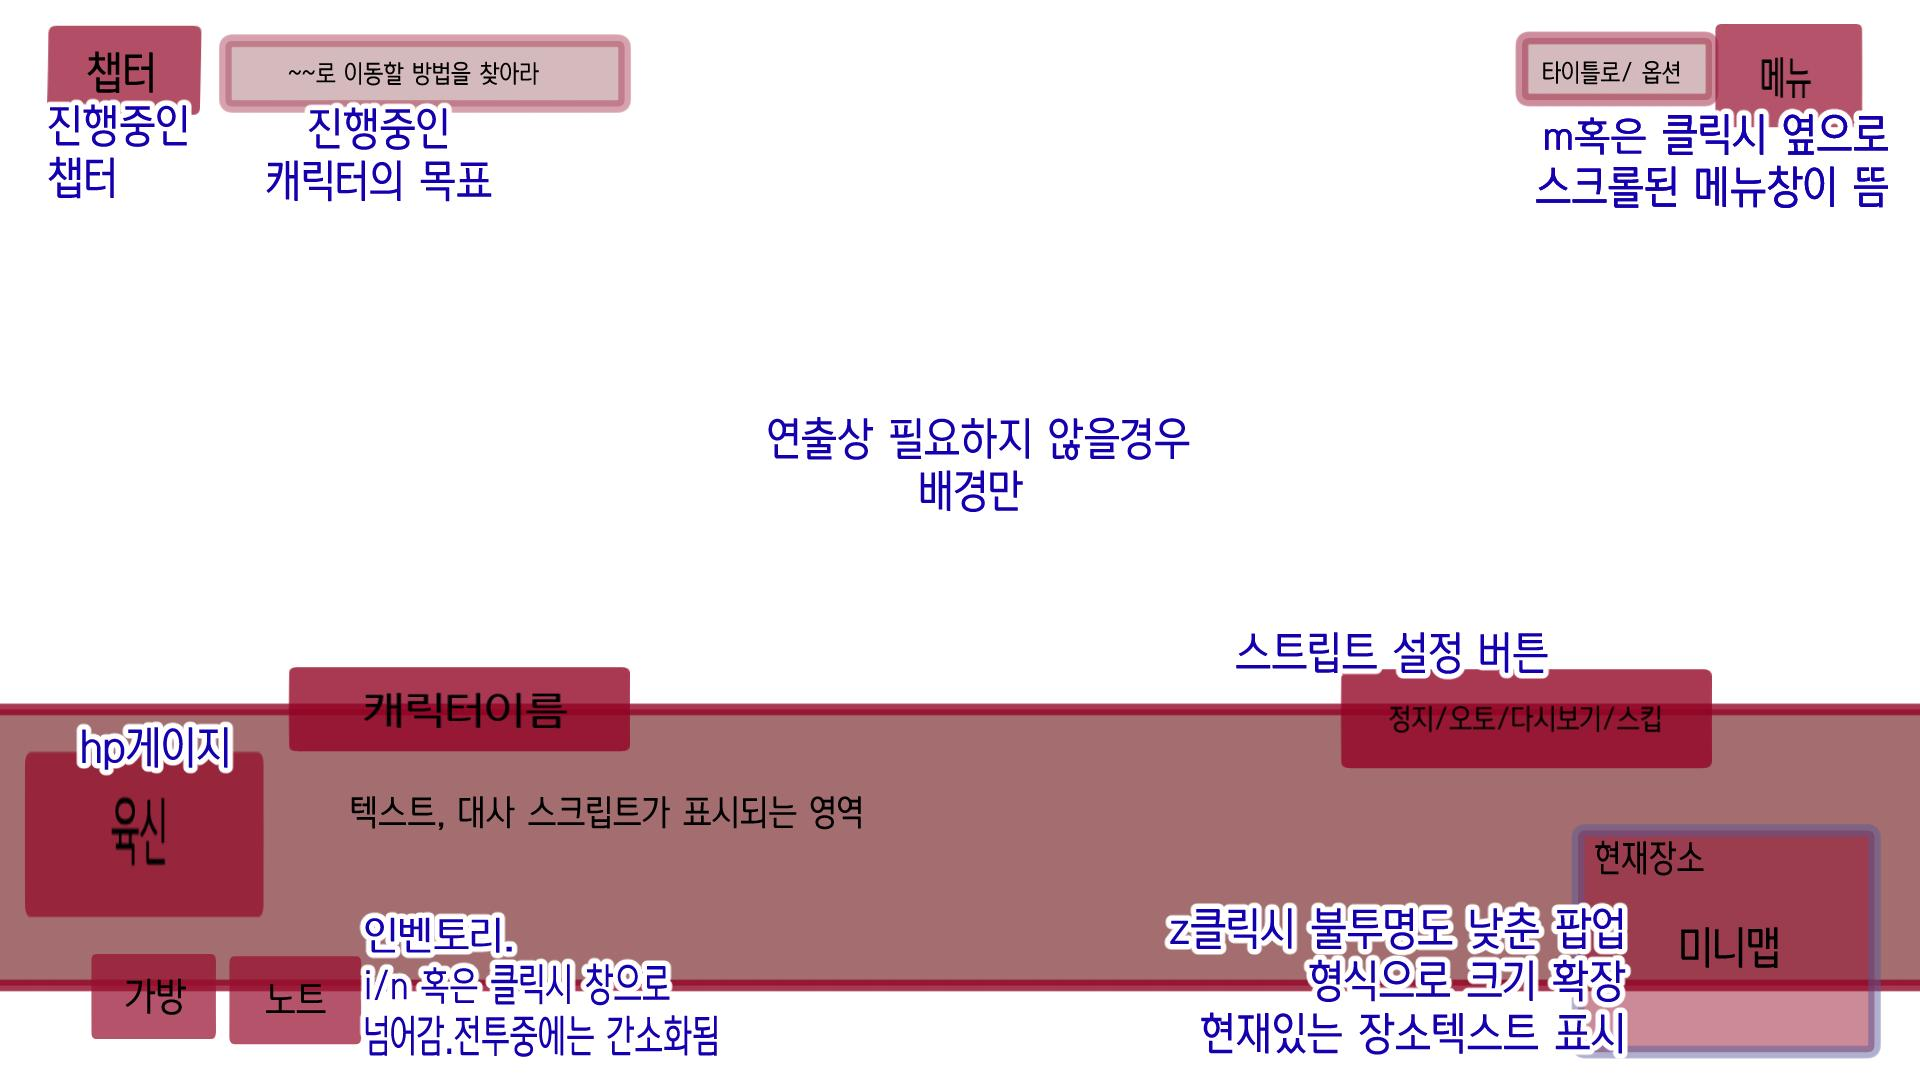 챕터
진행중인
챕터
~~로 이동할 방법을 찾아라
진행중인
캐릭터의 목표
타이틀로/ 옵션
메뉴
m혹은 클릭시 옆으로
스크롤된 메뉴창이 뜸
연출상 필요하지 않을경우
배경만
스트립트 설정 버튼
캐릭터이름
정지/오토/다시보기/스킵
hp게이지
육신
텍스트, 대사 스크립트가 표시되는 영역
현재장소
미니맵
인벤토리.
i/n 혹은 클릭시 창으로
넘어감.전투중에는 간소화됨
가방
노트
z클릭시 불투명도 낮춘 팝업
형식으로 크기 확장
현재있는 장소텍스트 표시